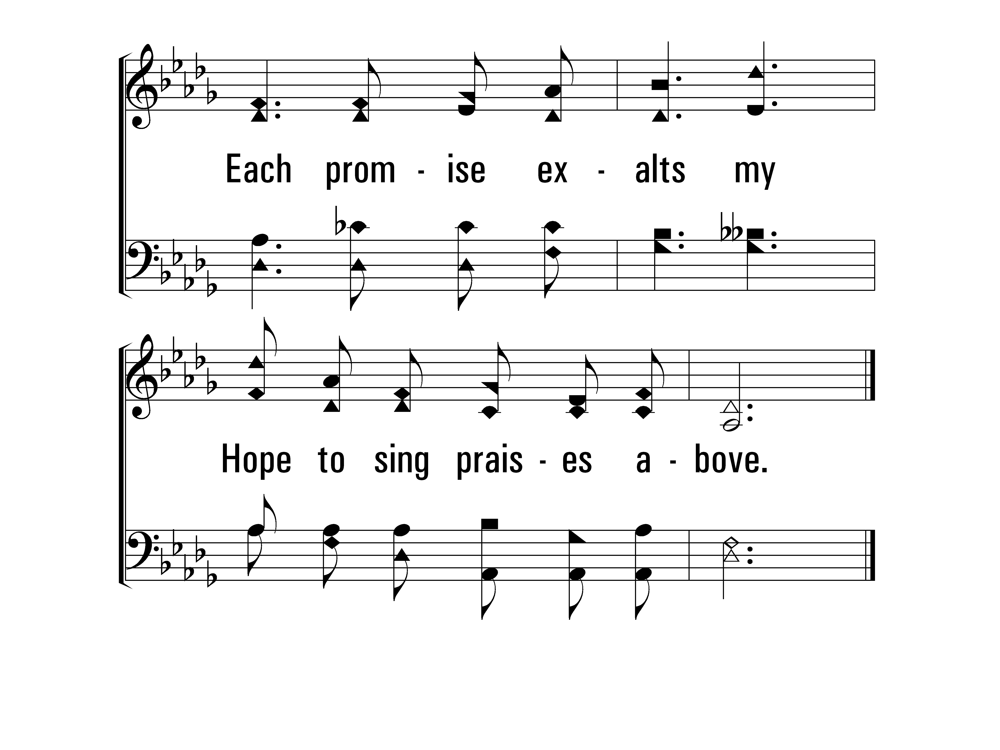 Each prom - ise ex - alts my
Hope to sing prais - es a - bove.